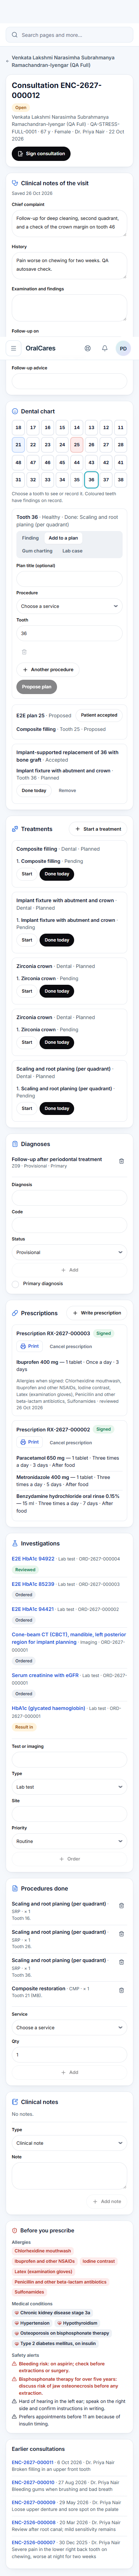 Search pages and more...
Venkata Lakshmi Narasimha Subrahmanya
Ramachandran-Iyengar (QA Full)
Consultation ENC-2627-
000012
Open
Venkata Lakshmi Narasimha Subrahmanya
Ramachandran-Iyengar (QA Full) · QA-STRESS-
FULL-0001 · 67 y · Female · Dr. Priya Nair · 22 Oct
2026
Sign consultation
Clinical notes of the visit
Saved 26 Oct 2026
Chief complaint
Follow-up for deep cleaning, second quadrant,
and a check of the crown margin on tooth 46
History
Pain worse on chewing for two weeks. QA
autosave check.
Examination and findings
Follow-up on
OralCares
PD
Follow-up advice
Dental chart
18 17 16 15 14 13 12 11
21 22 23 24 25 26 27 28
48 47 46 45 44 43 42 41
31 32 33 34 35 36 37 38
Choose a tooth to see or record it. Coloured teeth
have findings on record.
Tooth 36 · Healthy · Done: Scaling and root
planing (per quadrant)
Finding
Add to a plan
Gum charting
Lab case
Plan title (optional)
Procedure
Choose a service
Tooth
36
Another procedure
Propose plan
E2E plan 25 · Proposed
Patient accepted
Composite filling · Tooth 25 · Proposed
Implant-supported replacement of 36 with
bone graft · Accepted
Implant fixture with abutment and crown ·
Tooth 36 · Planned
Done today
Remove
Treatments
Start a treatment
Composite filling · Dental · Planned
1. Composite filling · Pending
Start
Done today
Implant fixture with abutment and crown ·
Dental · Planned
1. Implant fixture with abutment and crown ·
Pending
Start
Done today
Zirconia crown · Dental · Planned
1. Zirconia crown · Pending
Start
Done today
Zirconia crown · Dental · Planned
1. Zirconia crown · Pending
Start
Done today
Scaling and root planing (per quadrant) ·
Dental · Planned
1. Scaling and root planing (per quadrant) ·
Pending
Start
Done today
Diagnoses
Follow-up after periodontal treatment
Z09 · Provisional · Primary
Diagnosis
Code
Status
Provisional
Add
Primary diagnosis
Prescriptions
Write prescription
Prescription RX-2627-000003
Signed
Print
Cancel prescription
Ibuprofen 400 mg — 1 tablet · Once a day · 3
days
Allergies when signed: Chlorhexidine mouthwash,
Ibuprofen and other NSAIDs, Iodine contrast,
Latex (examination gloves), Penicillin and other
beta-lactam antibiotics, Sulfonamides · reviewed
26 Oct 2026
Prescription RX-2627-000002
Signed
Print
Cancel prescription
Paracetamol 650 mg — 1 tablet · Three times
a day · 3 days · After food
Metronidazole 400 mg — 1 tablet · Three
times a day · 5 days · After food
Benzydamine hydrochloride oral rinse 0.15%
— 15 ml · Three times a day · 7 days · After
food
Investigations
E2E HbA1c 94922 · Lab test · ORD-2627-000004
Reviewed
E2E HbA1c 85239 · Lab test · ORD-2627-000003
Ordered
E2E HbA1c 94421 · Lab test · ORD-2627-000002
Ordered
Cone-beam CT (CBCT), mandible, left posterior
region for implant planning · Imaging · ORD-2627-
000001
Ordered
Serum creatinine with eGFR · Lab test · ORD-2627-
000001
Ordered
HbA1c (glycated haemoglobin) · Lab test · ORD-
2627-000001
Result in
Test or imaging
Type
Lab test
Site
Priority
Routine
Order
Procedures done
Scaling and root planing (per quadrant) ·
SRP · × 1
Tooth 16.
Scaling and root planing (per quadrant) ·
SRP · × 1
Tooth 26.
Scaling and root planing (per quadrant) ·
SRP · × 1
Tooth 36.
Composite restoration · CMP · × 1
Tooth 21 (MB).
Service
Choose a service
Qty
1
Add
Clinical notes
No notes.
Type
Clinical note
Note
Add note
Before you prescribe
Allergies
Chlorhexidine mouthwash
Ibuprofen and other NSAIDs
Iodine contrast
Latex (examination gloves)
Penicillin and other beta-lactam antibiotics
Sulfonamides
Medical conditions
Chronic kidney disease stage 3a
Hypertension
Hypothyroidism
Osteoporosis on bisphosphonate therapy
Type 2 diabetes mellitus, on insulin
Safety alerts
Bleeding risk: on aspirin; check before
extractions or surgery.
Bisphosphonate therapy for over five years:
discuss risk of jaw osteonecrosis before any
extraction.
Hard of hearing in the left ear; speak on the right
side and confirm instructions in writing.
Prefers appointments before 11 am because of
insulin timing.
Earlier consultations
ENC-2627-000011 · 6 Oct 2026 · Dr. Priya Nair
Broken filling in an upper front tooth
ENC-2627-000010 · 27 Aug 2026 · Dr. Priya Nair
Bleeding gums when brushing and bad breath
ENC-2627-000009 · 29 May 2026 · Dr. Priya Nair
Loose upper denture and sore spot on the palate
ENC-2526-000008 · 20 Mar 2026 · Dr. Priya Nair
Review after root canal, mild sensitivity remains
ENC-2526-000007 · 30 Dec 2025 · Dr. Priya Nair
Severe pain in the lower right back tooth on
chewing, worse at night for two weeks